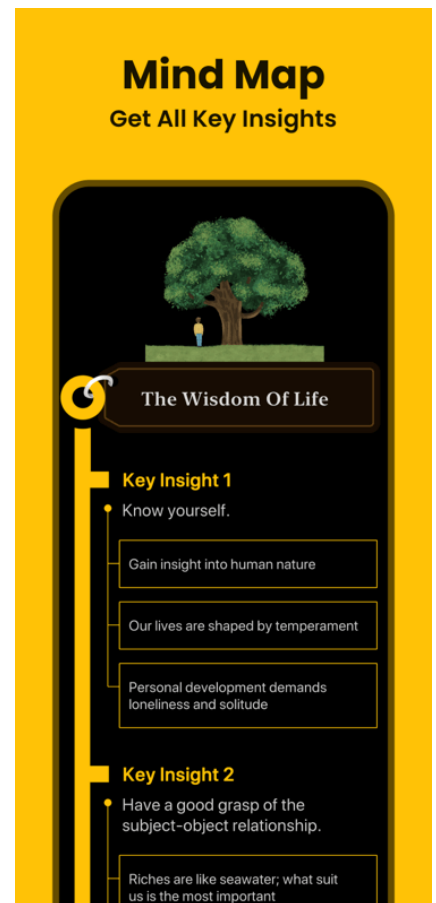 Mind Map
Get All Key Insights
The Wisdom Of Life
Key Insight 1
Know yourself.
Gain insight into human nature
Our lives are shaped by temperament
Personal development demands
loneliness and solitude
Key Insight 2
Have a good grasp of the
subject-object relationship.
Riches are like seawater; what suit
us is the most important